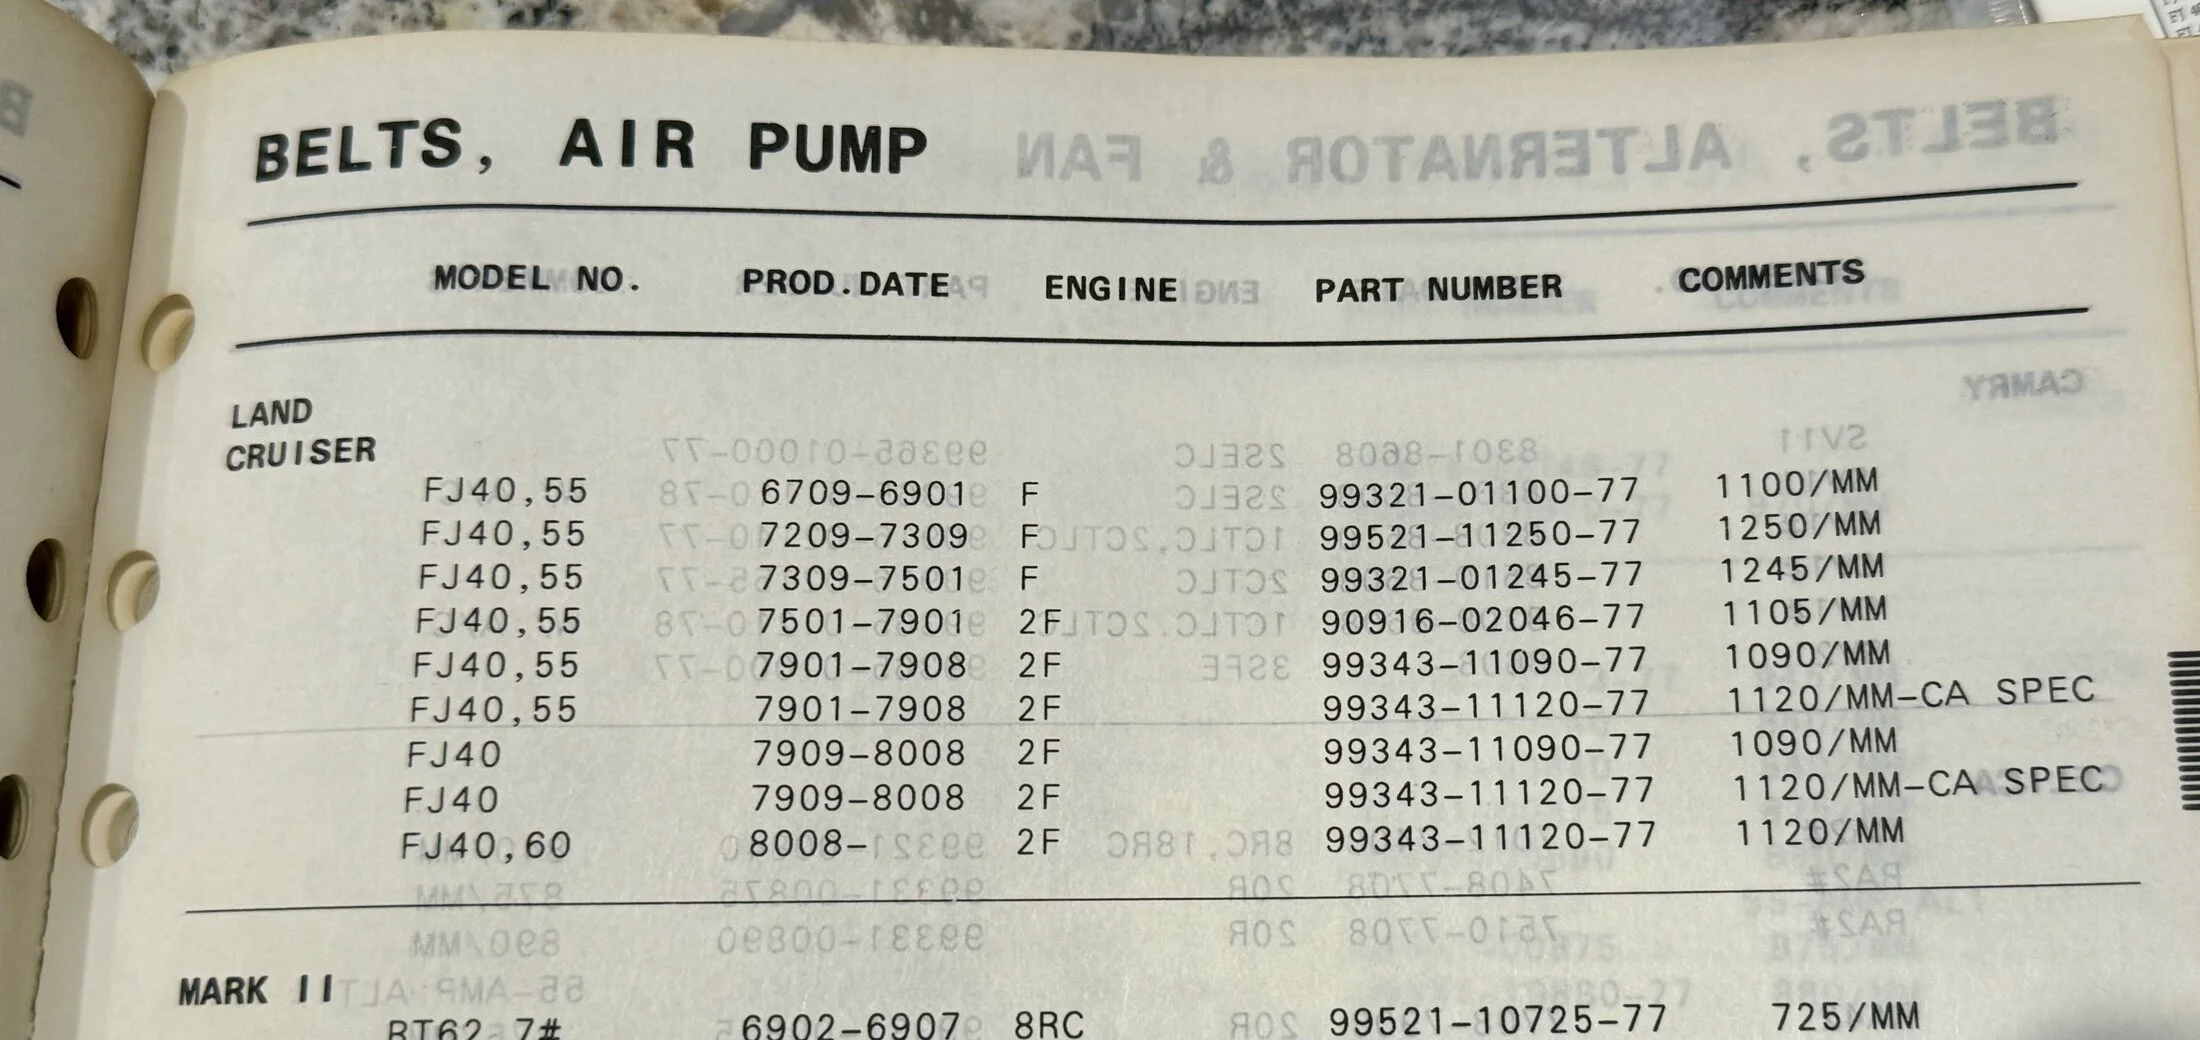 BELTS, AIR PUMP
MODEL NO. PROD.DATE ENGINE PART NUMBER COMMENTS
LAND
CRUISER
FJ40,55 6709-6901 F 99321-01100-77 1100/MM
FJ40,55 7209-7309 F 99521-11250-77 1250/MM
FJ40,55 7309-7501 F 99321-01245-77 1245/MM
FJ40,55 7501-7901 2F 90916-02046-77 1105/MM
FJ40,55 7901-7908 2F 99343-11090-77 1090/MM
FJ40,55 7901-7908 2F 99343-11120-77 1120/MM-CA SPEC
FJ40 7909-8008 2F 99343-11090-77 1090/MM
FJ40 7909-8008 2F 99343-11120-77 1120/MM-CA SPEC
FJ40,60 8008- 2F 99343-11120-77 1120/MM
MARK II
RT62,7# 6902-6907 8RC 99521-10725-77 725/MM